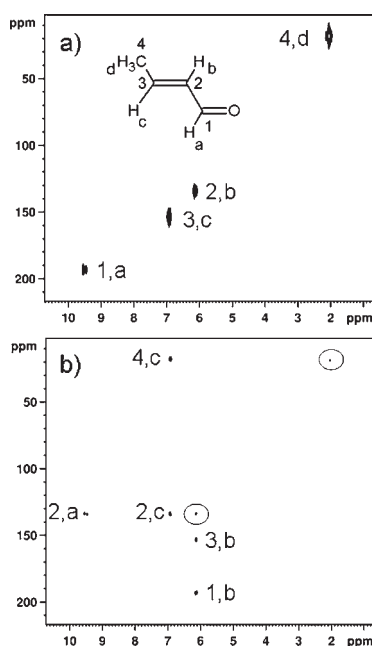 ppm
a)
4
H₃C
d
H
b
3
2
H
c
O
1
H
a
4,d
2,b
3,c
1,a
50
100
150
200
10 9 8 7 6 5 4 3 2 ppm
ppm
b)
4,c
2,a
2,c
3,b
1,b
50
100
150
200
10 9 8 7 6 5 4 3 2 ppm